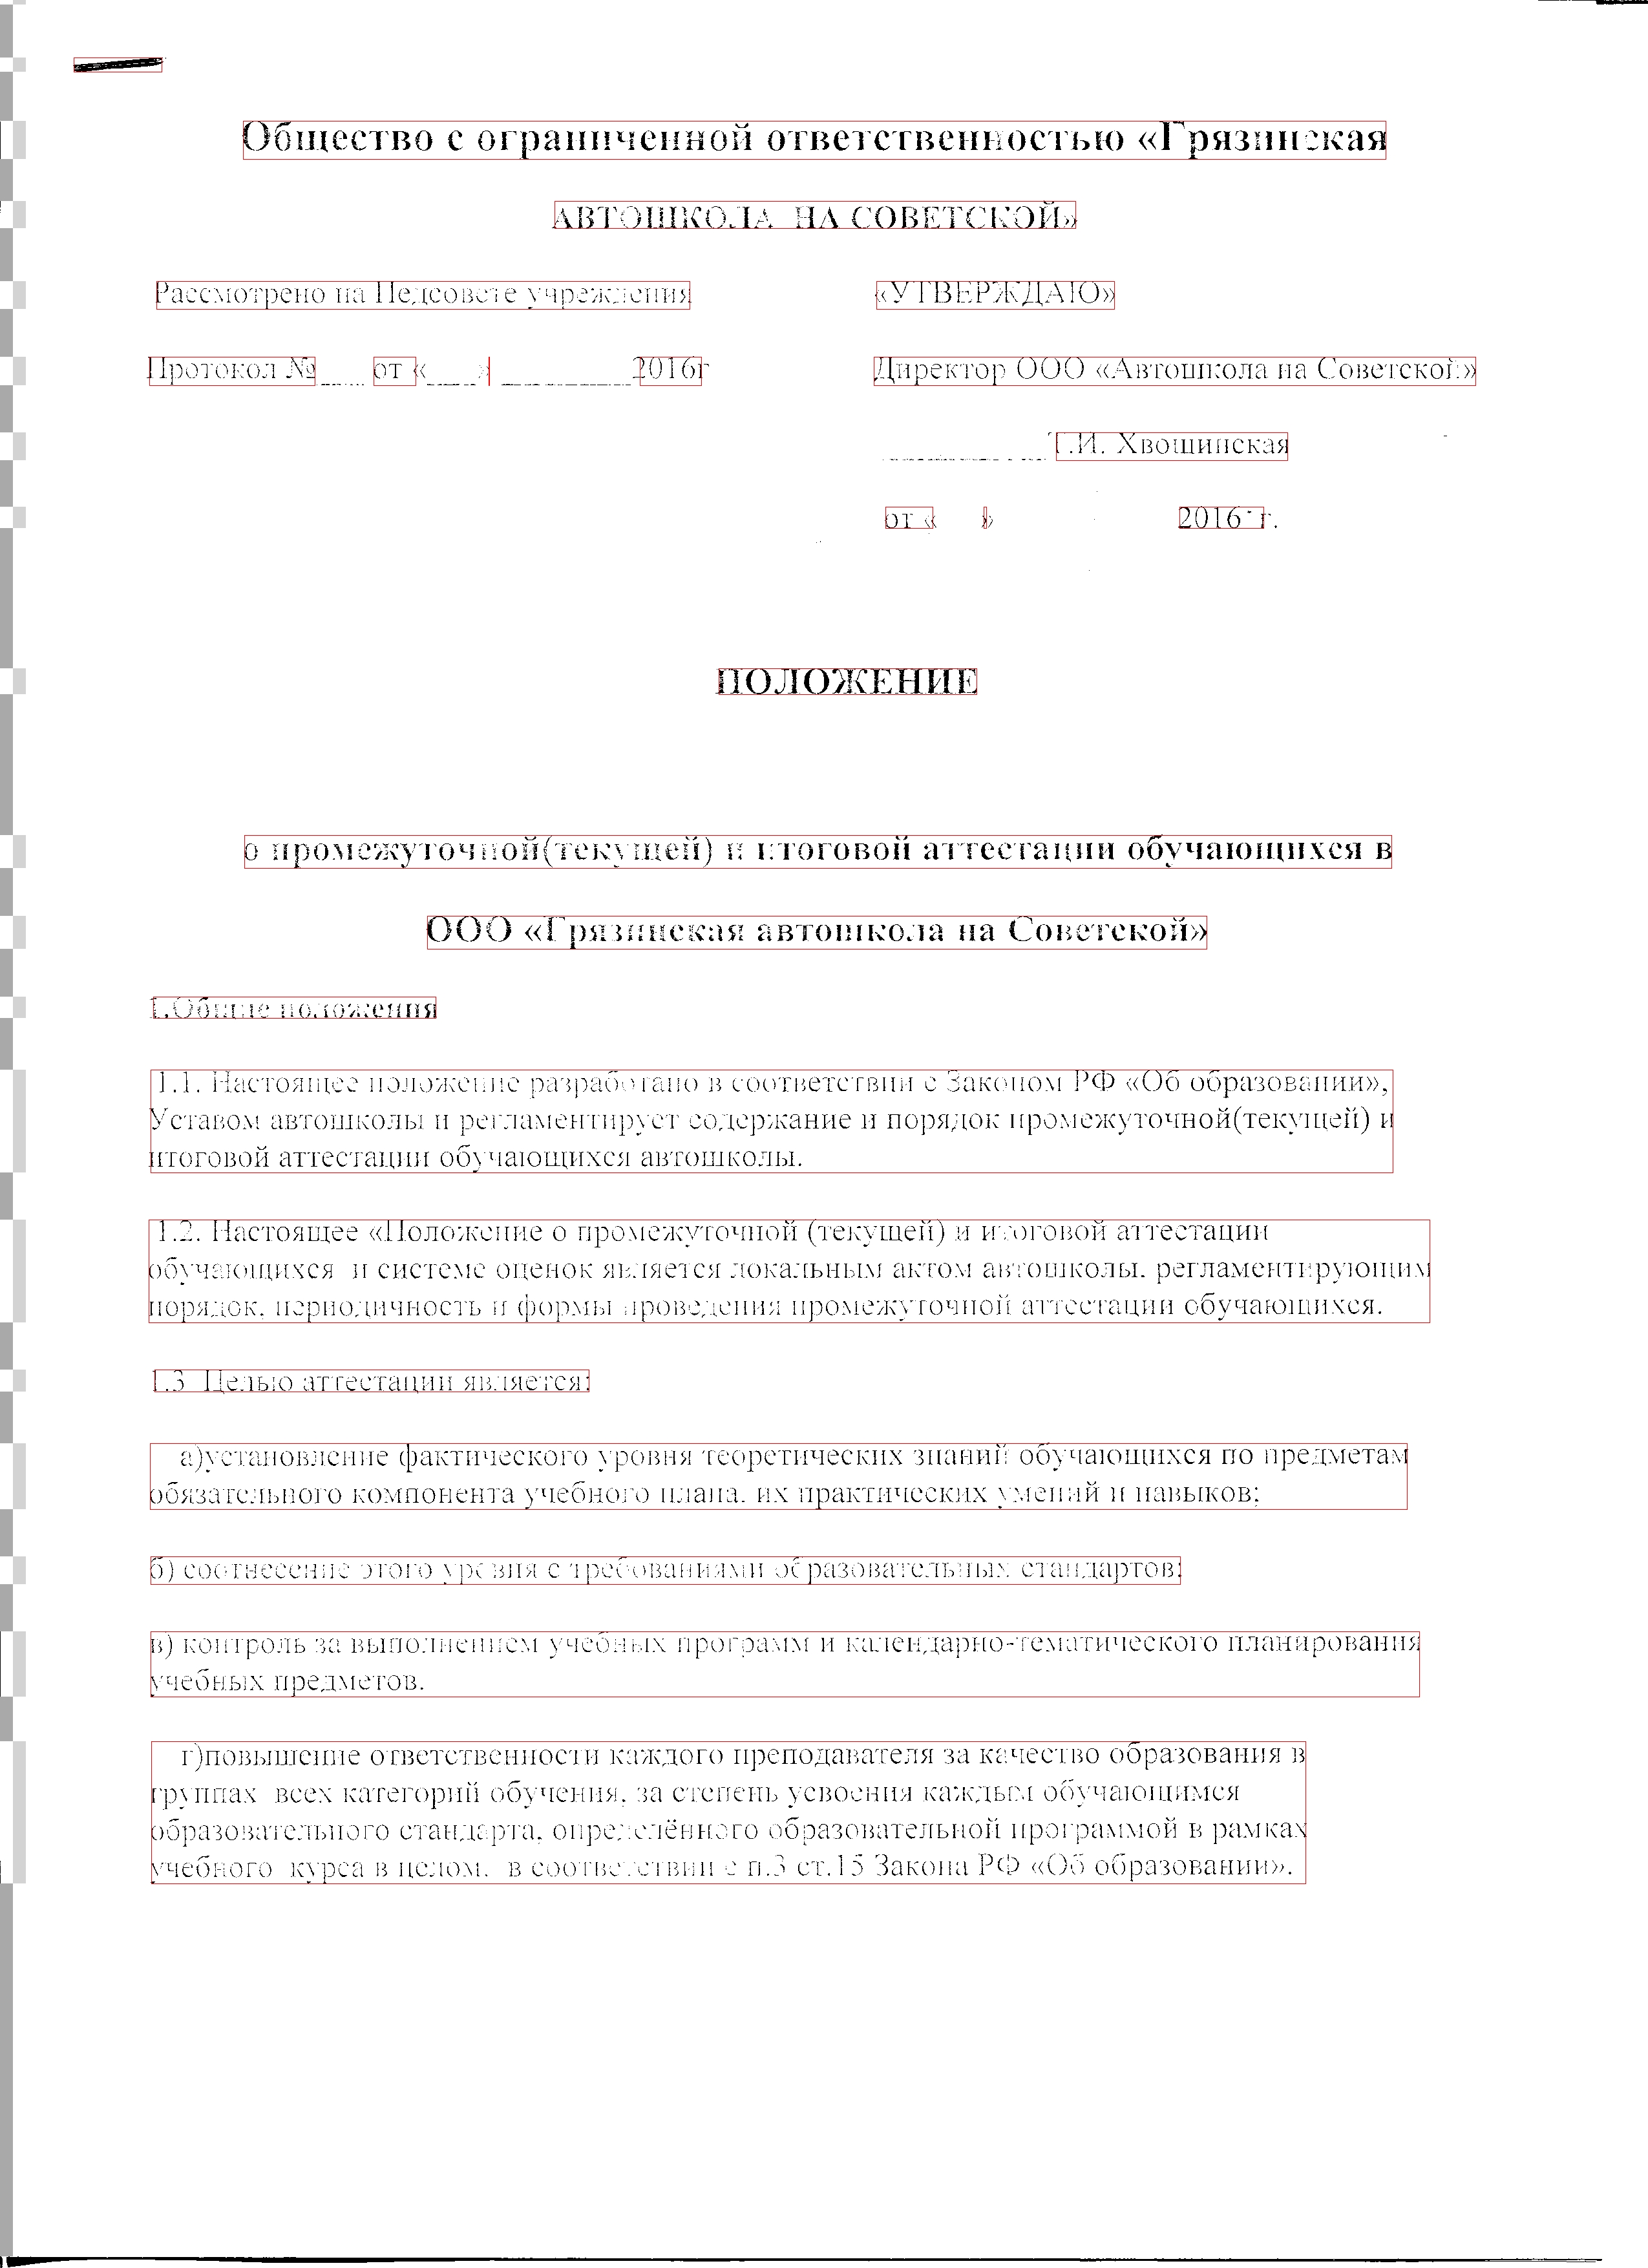 Общество с ограниченной ответственностью «Грязинская
АВТОШКОЛА НА СОВЕТСКОЙ»
Рассмотрено на Педсовете учреждения
«УТВЕРЖДАЮ»
Протокол №____ от «____» ____________2016г
Директор ООО «Автошкола на Советской»
_______________Т.И. Хвощинская
от « » 2016 г.
ПОЛОЖЕНИЕ
о промежуточной(текущей) и итоговой аттестации обучающихся в
ООО «Грязинская автошкола на Советской»
1.Общие положения
1.1. Настоящее положение разработано в соответствии с Законом РФ «Об образовании»,
Уставом автошколы и регламентирует содержание и порядок промежуточной(текущей) и
итоговой аттестации обучающихся автошколы.
1.2. Настоящее «Положение о промежуточной (текущей) и итоговой аттестации
обучающихся и системе оценок является локальным актом автошколы, регламентирующим
порядок, периодичность и формы проведения промежуточной аттестации обучающихся.
1.3 Целью аттестации является:
а)установление фактического уровня теоретических знаний обучающихся по предметам
обязательного компонента учебного плана, их практических умений и навыков;
б) соотнесение этого уровня с требованиями образовательных стандартов;
в) контроль за выполнением учебных программ и календарно-тематического планирования
учебных предметов.
г)повышение ответственности каждого преподавателя за качество образования в
группах всех категорий обучения, за степень усвоения каждым обучающимся
образовательного стандарта, определённого образовательной программой в рамках
учебного курса в целом, в соответствии с п.3 ст.15 Закона РФ «Об образовании».